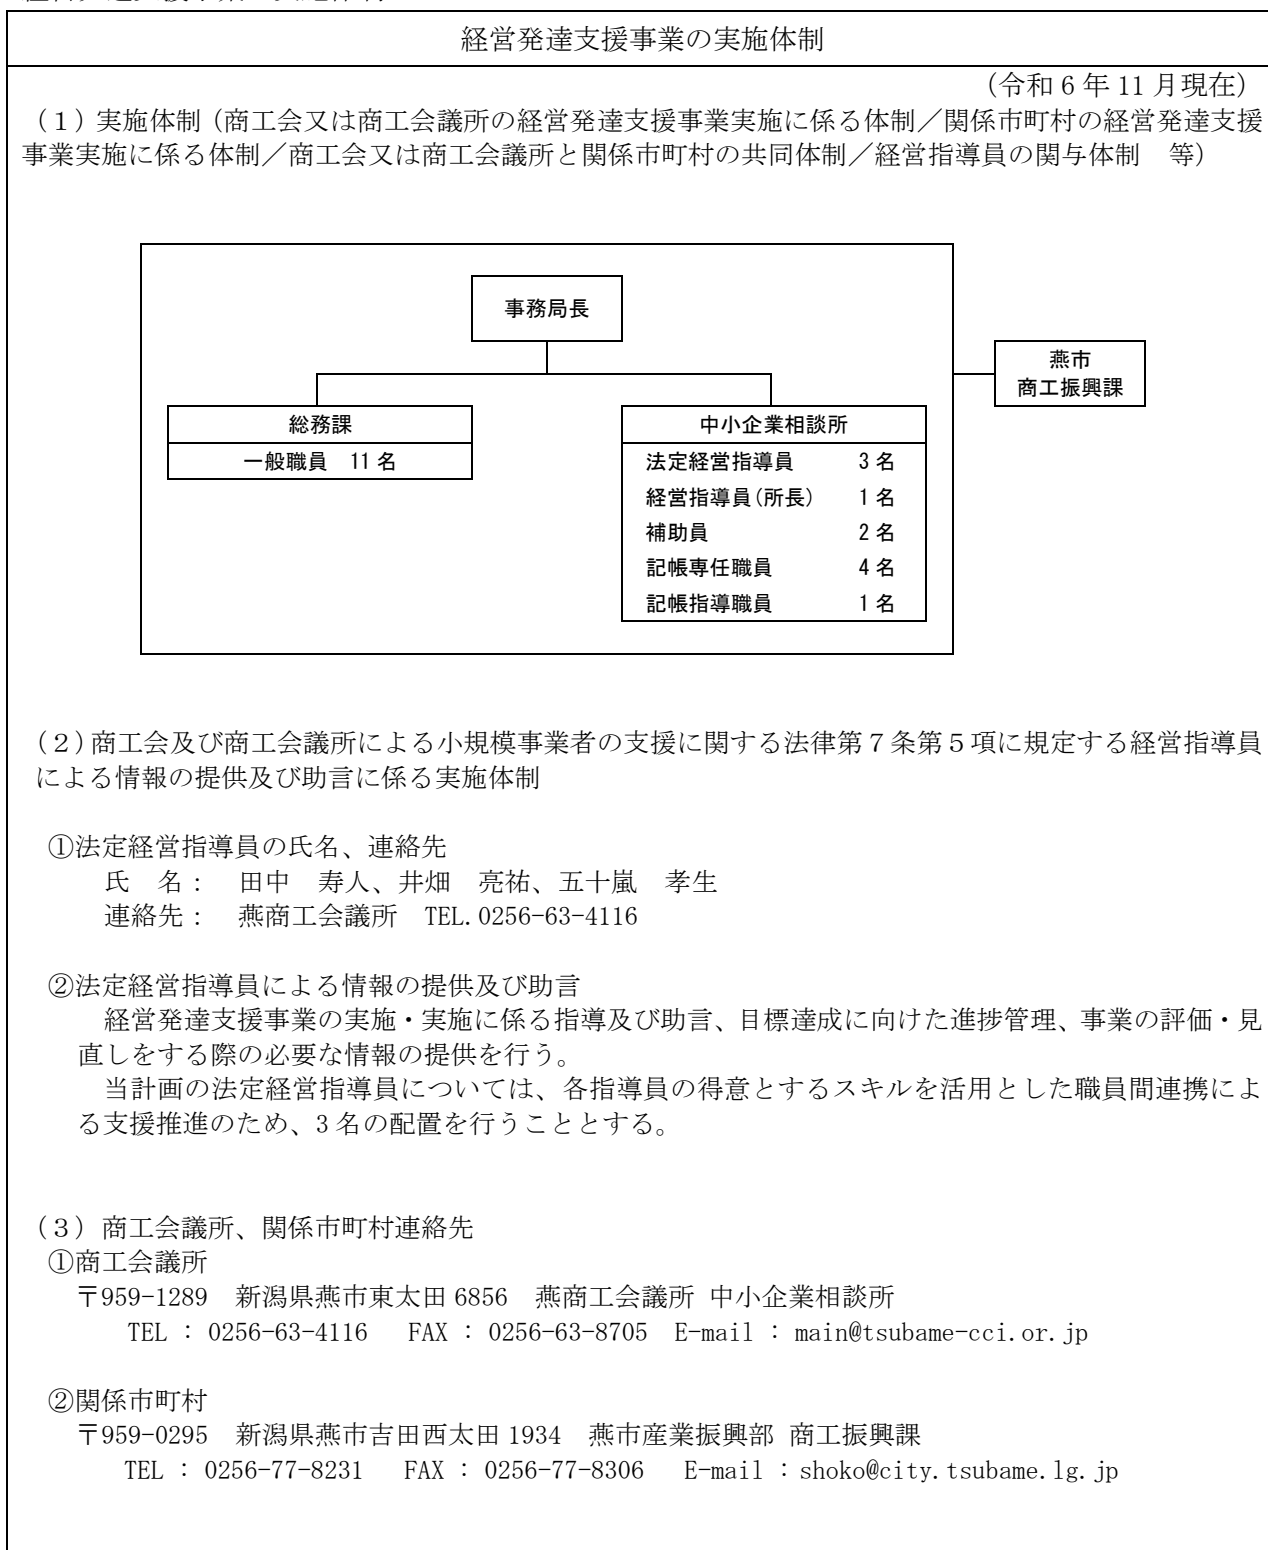 経営発達支援事業の実施体制
(令和 6 年 11 月現在)
(1) 実施体制 (商工会又は商工会議所の経営発達支援事業実施に係る体制／関係市町村の経営発達支援
事業実施に係る体制／商工会又は商工会議所と関係市町村の共同体制／経営指導員の関与体制　等)
事務局長
燕市
商工振興課
総務課
一般職員　11 名
中小企業相談所
法定経営指導員　3 名
経営指導員(所長)　1 名
補助員　2 名
記帳専任職員　4 名
記帳指導職員　1 名
(2) 商工会及び商工会議所による小規模事業者の支援に関する法律第７条第５項に規定する経営指導員
による情報の提供及び助言に係る実施体制
①法定経営指導員の氏名、連絡先
氏　名：　田中　寿人、井畑　亮祐、五十嵐　孝生
連絡先：　燕商工会議所　TEL.0256-63-4116
②法定経営指導員による情報の提供及び助言
経営発達支援事業の実施・実施に係る指導及び助言、目標達成に向けた進捗管理、事業の評価・見
直しをする際の必要な情報の提供を行う。
当計画の法定経営指導員については、各指導員の得意とするスキルを活用とした職員間連携によ
る支援推進のため、3 名の配置を行うこととする。
(3) 商工会議所、関係市町村連絡先
①商工会議所
〒959-1289　新潟県燕市東太田 6856　燕商工会議所 中小企業相談所
TEL：0256-63-4116　FAX：0256-63-8705　E-mail：main@tsubame-cci.or.jp
②関係市町村
〒959-0295　新潟県燕市吉田西太田 1934　燕市産業振興部 商工振興課
TEL：0256-77-8231　FAX：0256-77-8306　E-mail：shoko@city.tsubame.lg.jp